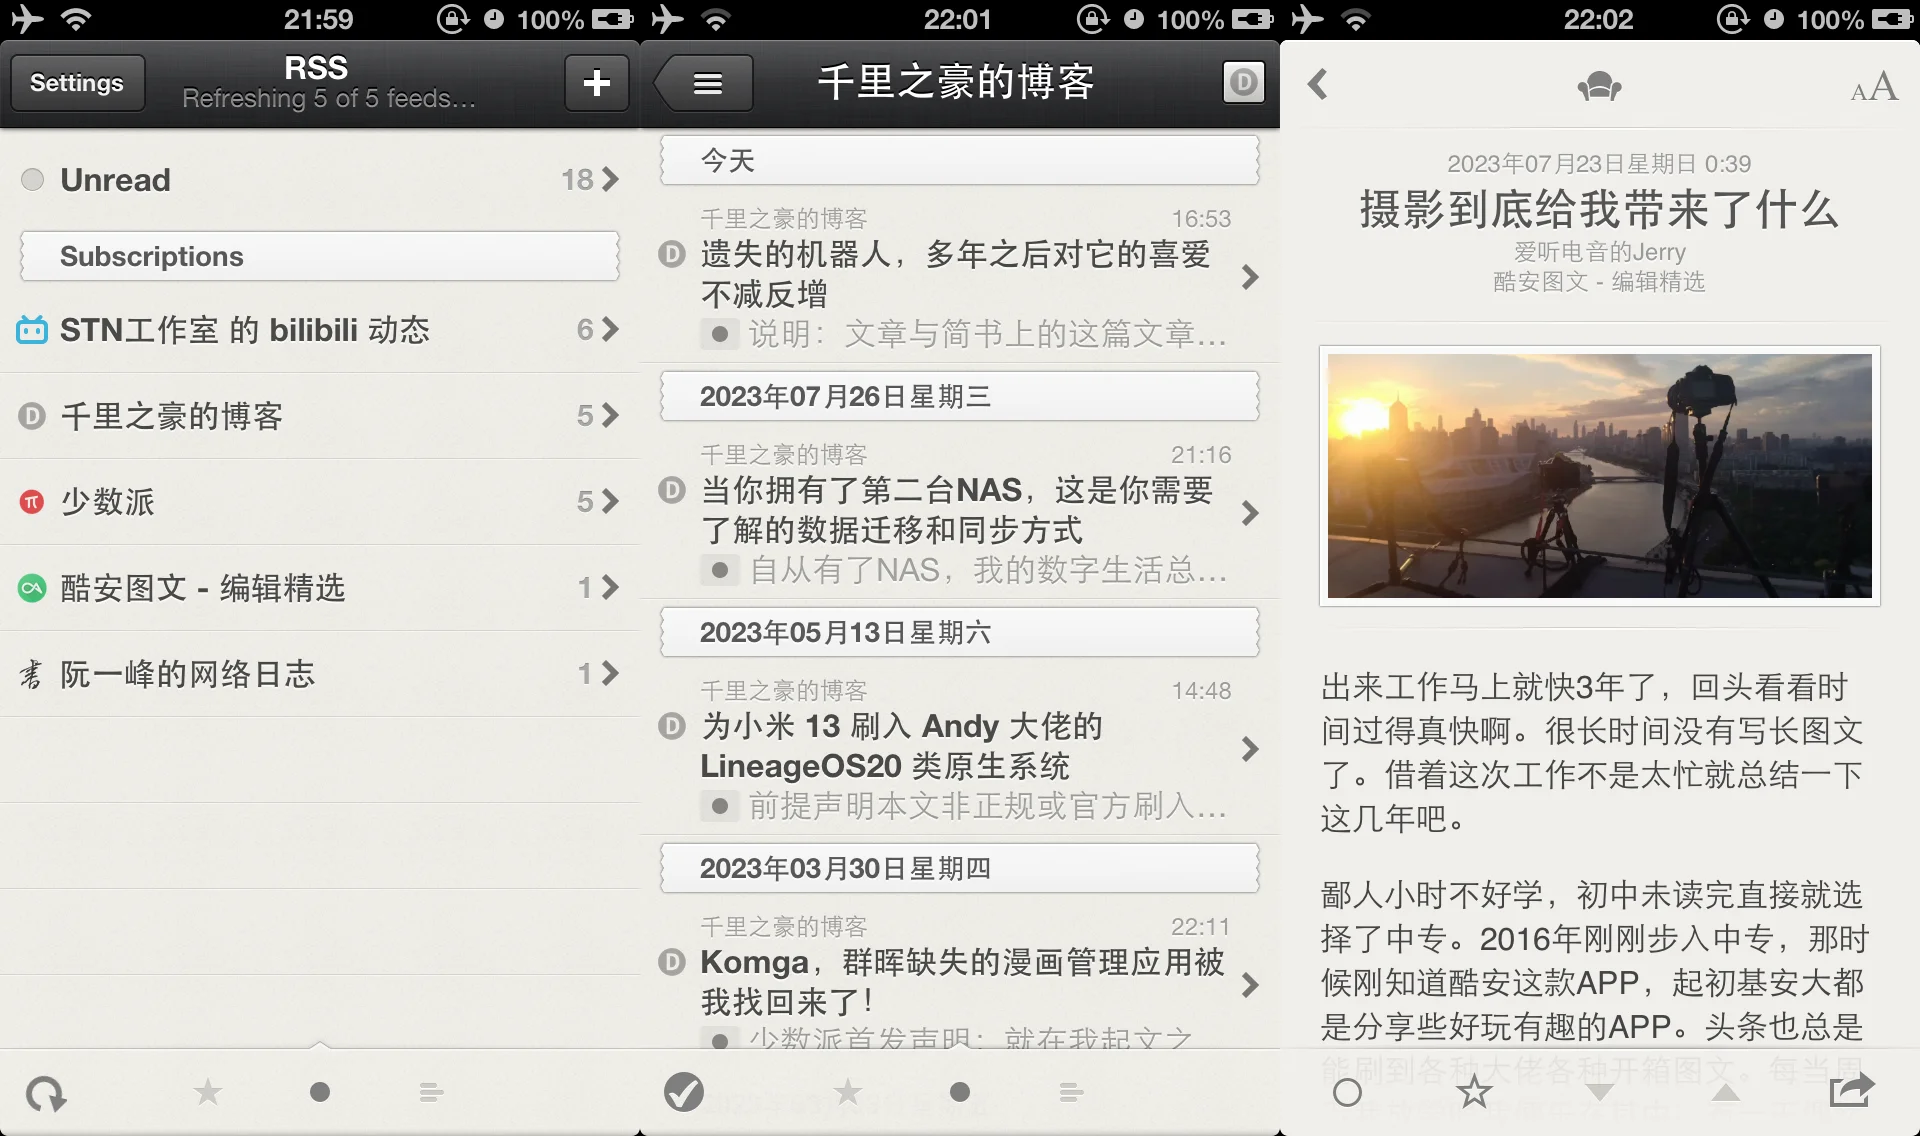 21:59
100%
Settings
RSS
Refreshing 5 of 5 feeds...
Unread
18
Subscriptions
STN工作室 的 bilibili 动态
6
千里之豪的博客
5
少数派
5
酷安图文 - 编辑精选
1
阮一峰的网络日志
1
22:01
100%
千里之豪的博客
今天
千里之豪的博客
16:53
遗失的机器人，多年之后对它的喜爱
不减反增
说明：文章与简书上的这篇文章...
2023年07月26日星期三
千里之豪的博客
21:16
当你拥有了第二台NAS，这是你需要
了解的数据迁移和同步方式
自从有了NAS，我的数字生活总...
2023年05月13日星期六
千里之豪的博客
14:48
为小米 13 刷入 Andy 大佬的
LineageOS20 类原生系统
前提声明本文非正规或官方刷入...
2023年03月30日星期四
千里之豪的博客
22:11
Komga，群晖缺失的漫画管理应用被
我找回来了！
少数派首发声明：就在我起文之
22:02
100%
AA
2023年07月23日星期日 0:39
摄影到底给我带来了什么
爱听电音的Jerry
酷安图文 - 编辑精选
出来工作马上就快3年了，回头看看时
间过得真快啊。很长时间没有写长图文
了。借着这次工作不是太忙就总结一下
这几年吧。
鄙人小时不好学，初中未读完直接就选
择了中专。2016年刚刚步入中专，那时
候刚知道酷安这款APP，起初基安大都
是分享些好玩有趣的APP。头条也总是
能刷到各种大佬各种开箱图文。每当周